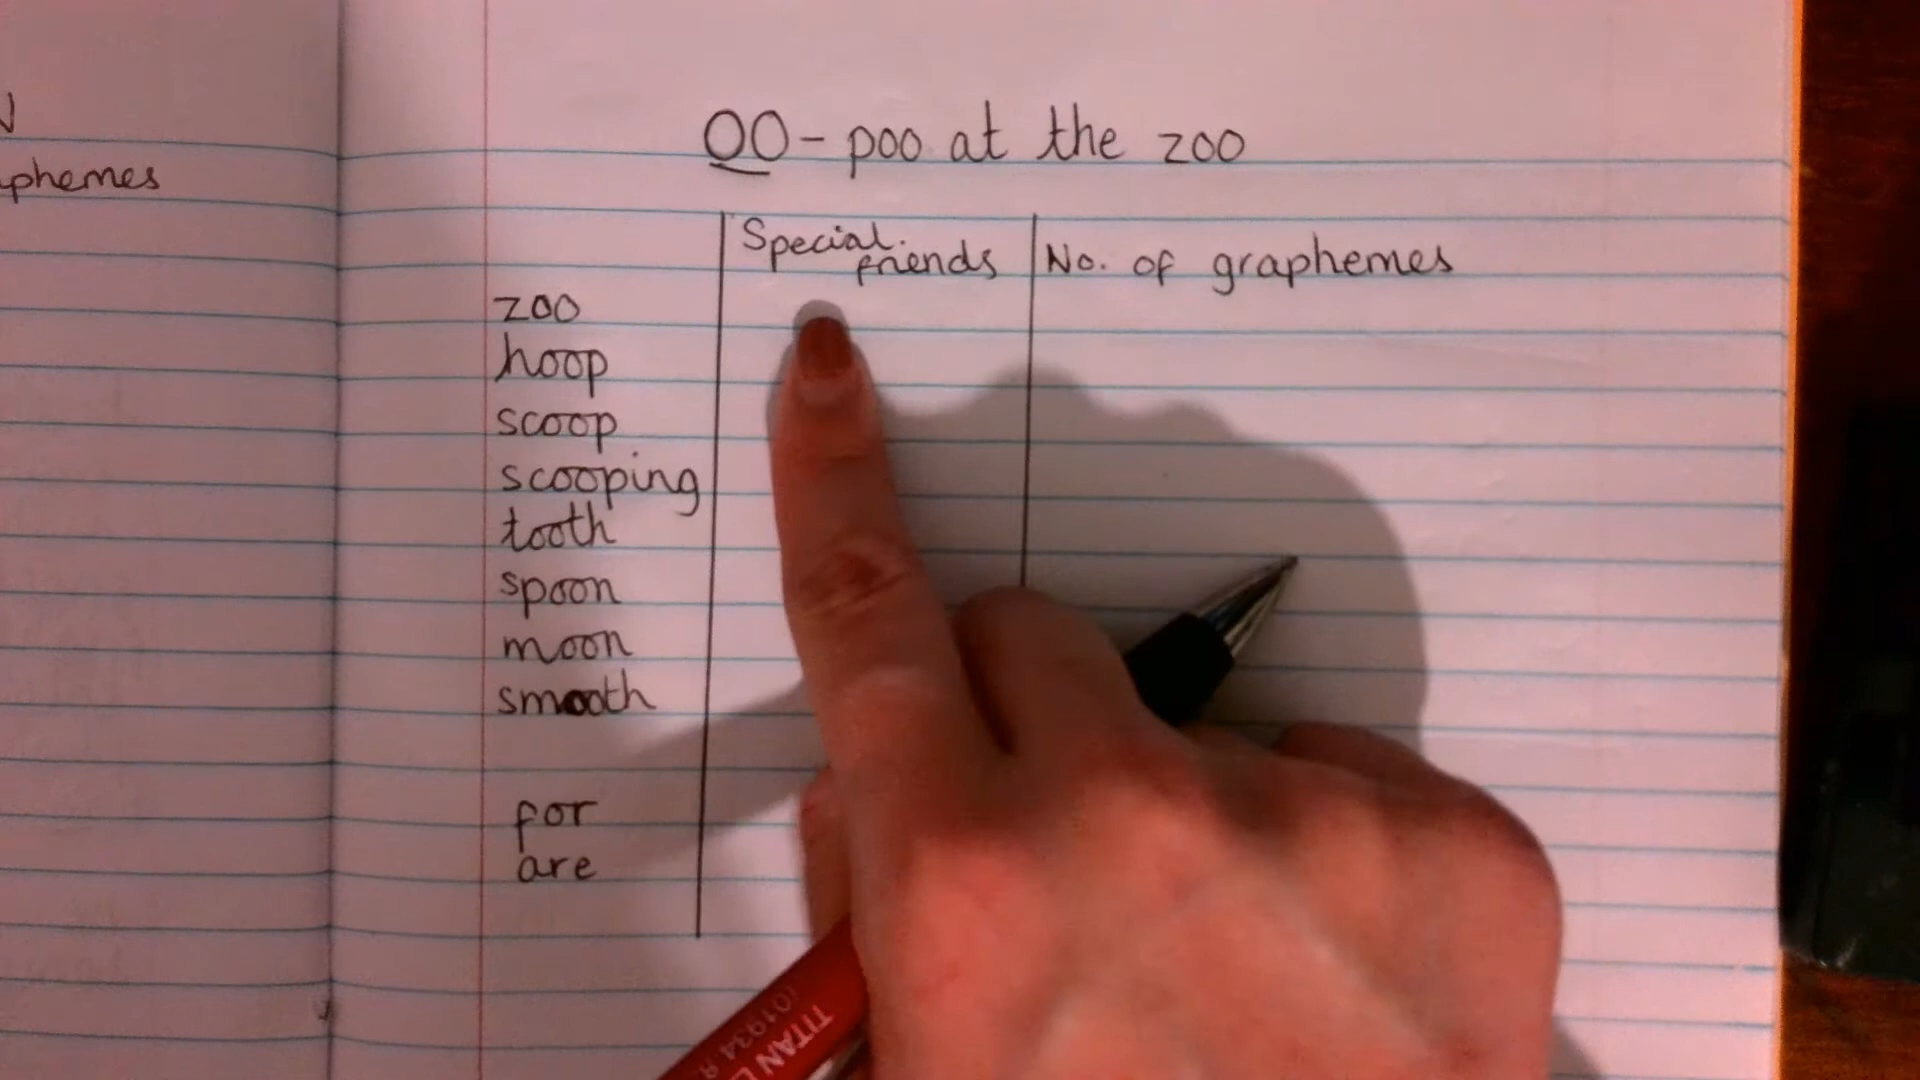 phemes
OO - poo at the zoo
Special friends
No. of graphemes
zoo
hoop
scoop
scooping
tooth
spoon
moon
smooth
for
are
TITAN